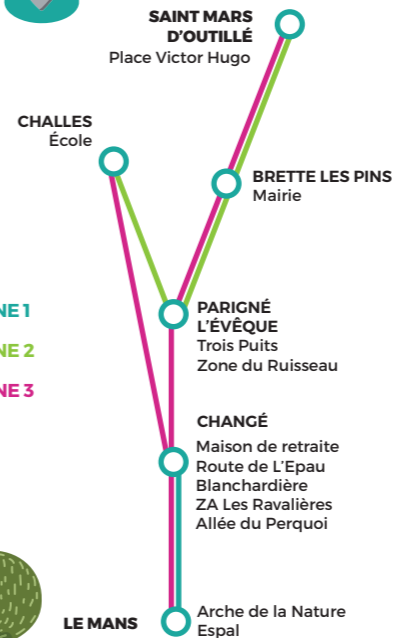 SAINT MARS
D'OUTILLÉ
Place Victor Hugo
CHALLES
École
BRETTE LES PINS
Mairie
NE 1
NE 2
NE 3
PARIGNÉ
L'ÉVÊQUE
Trois Puits
Zone du Ruisseau
CHANGÉ
Maison de retraite
Route de L'Epau
Blanchardière
ZA Les Ravalières
Allée du Perquoi
LE MANS
Arche de la Nature
Espal